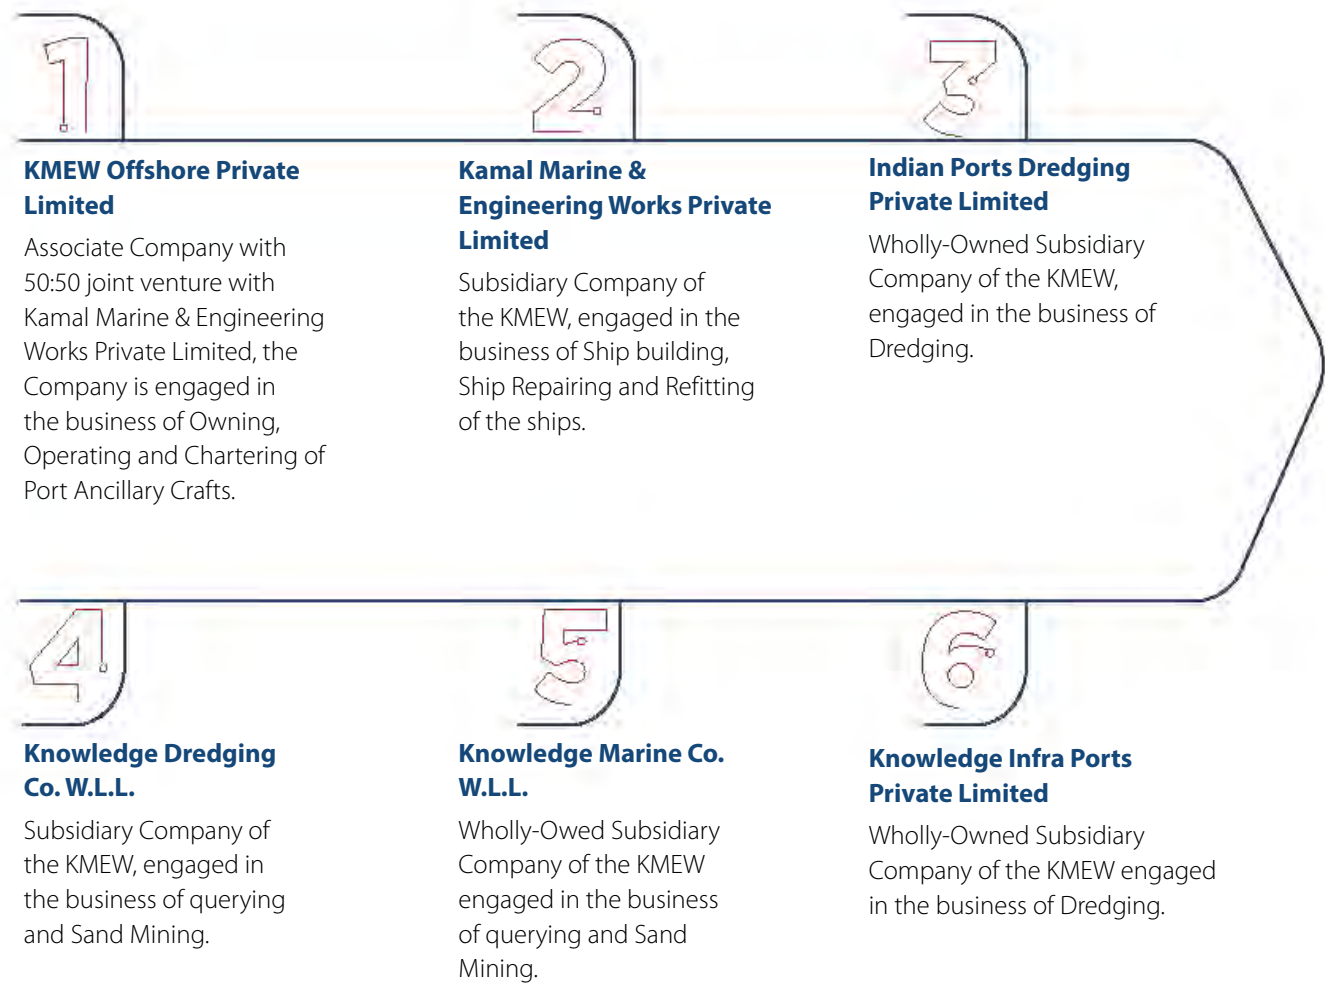 1
KMEW Offshore Private
Limited
Associate Company with
50:50 joint venture with
Kamal Marine & Engineering
Works Private Limited, the
Company is engaged in
the business of Owning,
Operating and Chartering of
Port Ancillary Crafts.
2
Kamal Marine &
Engineering Works Private
Limited
Subsidiary Company of
the KMEW, engaged in the
business of Ship building,
Ship Repairing and Refitting
of the ships.
3
Indian Ports Dredging
Private Limited
Wholly-Owned Subsidiary
Company of the KMEW,
engaged in the business of
Dredging.
4
Knowledge Dredging
Co. W.L.L.
Subsidiary Company of
the KMEW, engaged in
the business of querying
and Sand Mining.
5
Knowledge Marine Co.
W.L.L.
Wholly-Owed Subsidiary
Company of the KMEW
engaged in the business
of querying and Sand
Mining.
6
Knowledge Infra Ports
Private Limited
Wholly-Owned Subsidiary
Company of the KMEW engaged
in the business of Dredging.